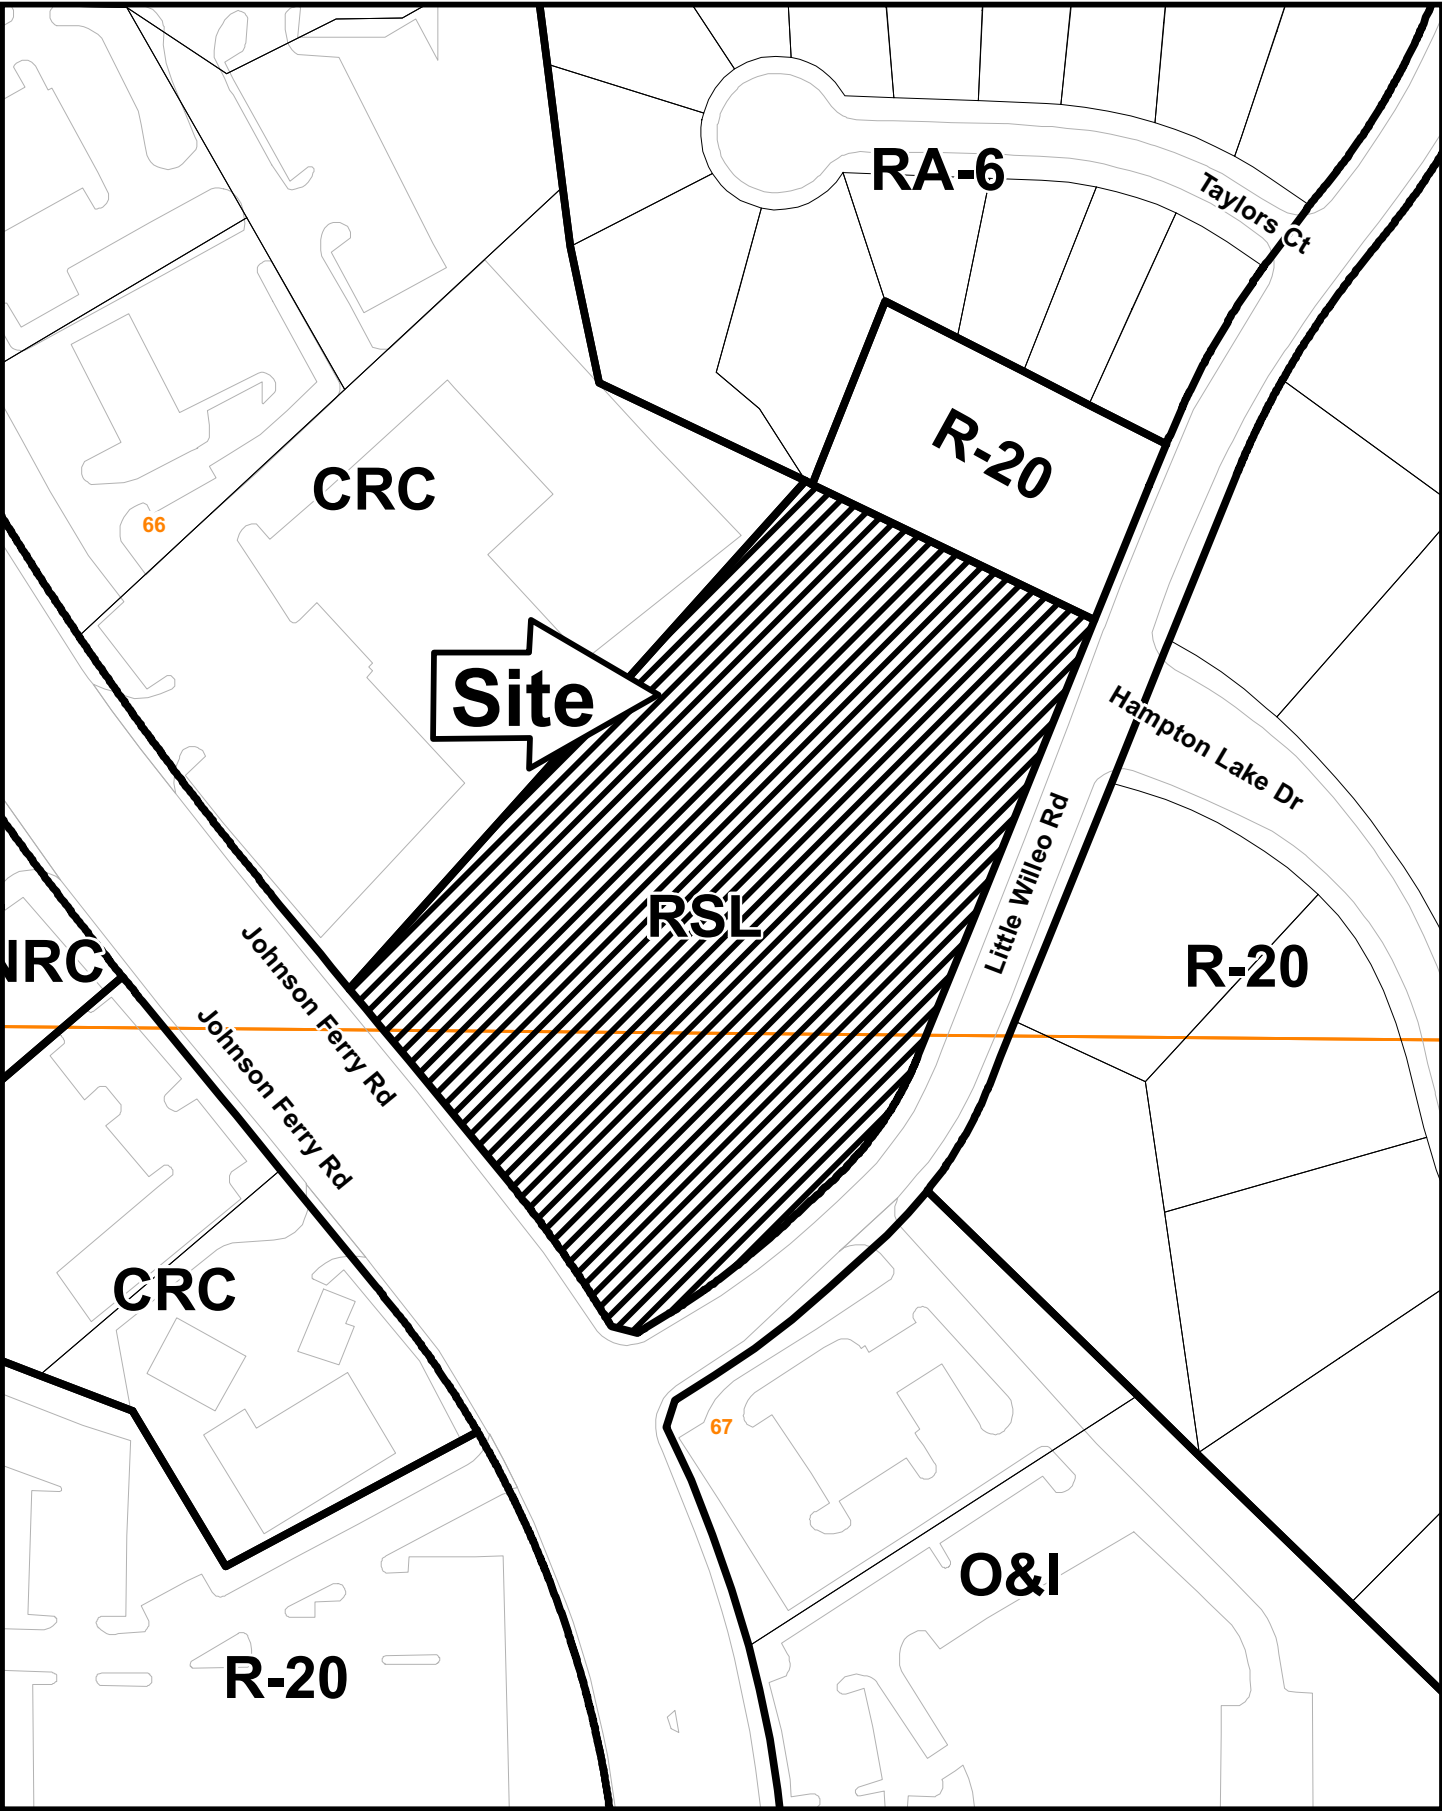 RA-6
Taylors Ct
R-20
CRC
66
Site
Hampton Lake Dr
Little Willeo Rd
RSL
NRC
Johnson Ferry Rd
R-20
Johnson Ferry Rd
CRC
67
O&I
R-20